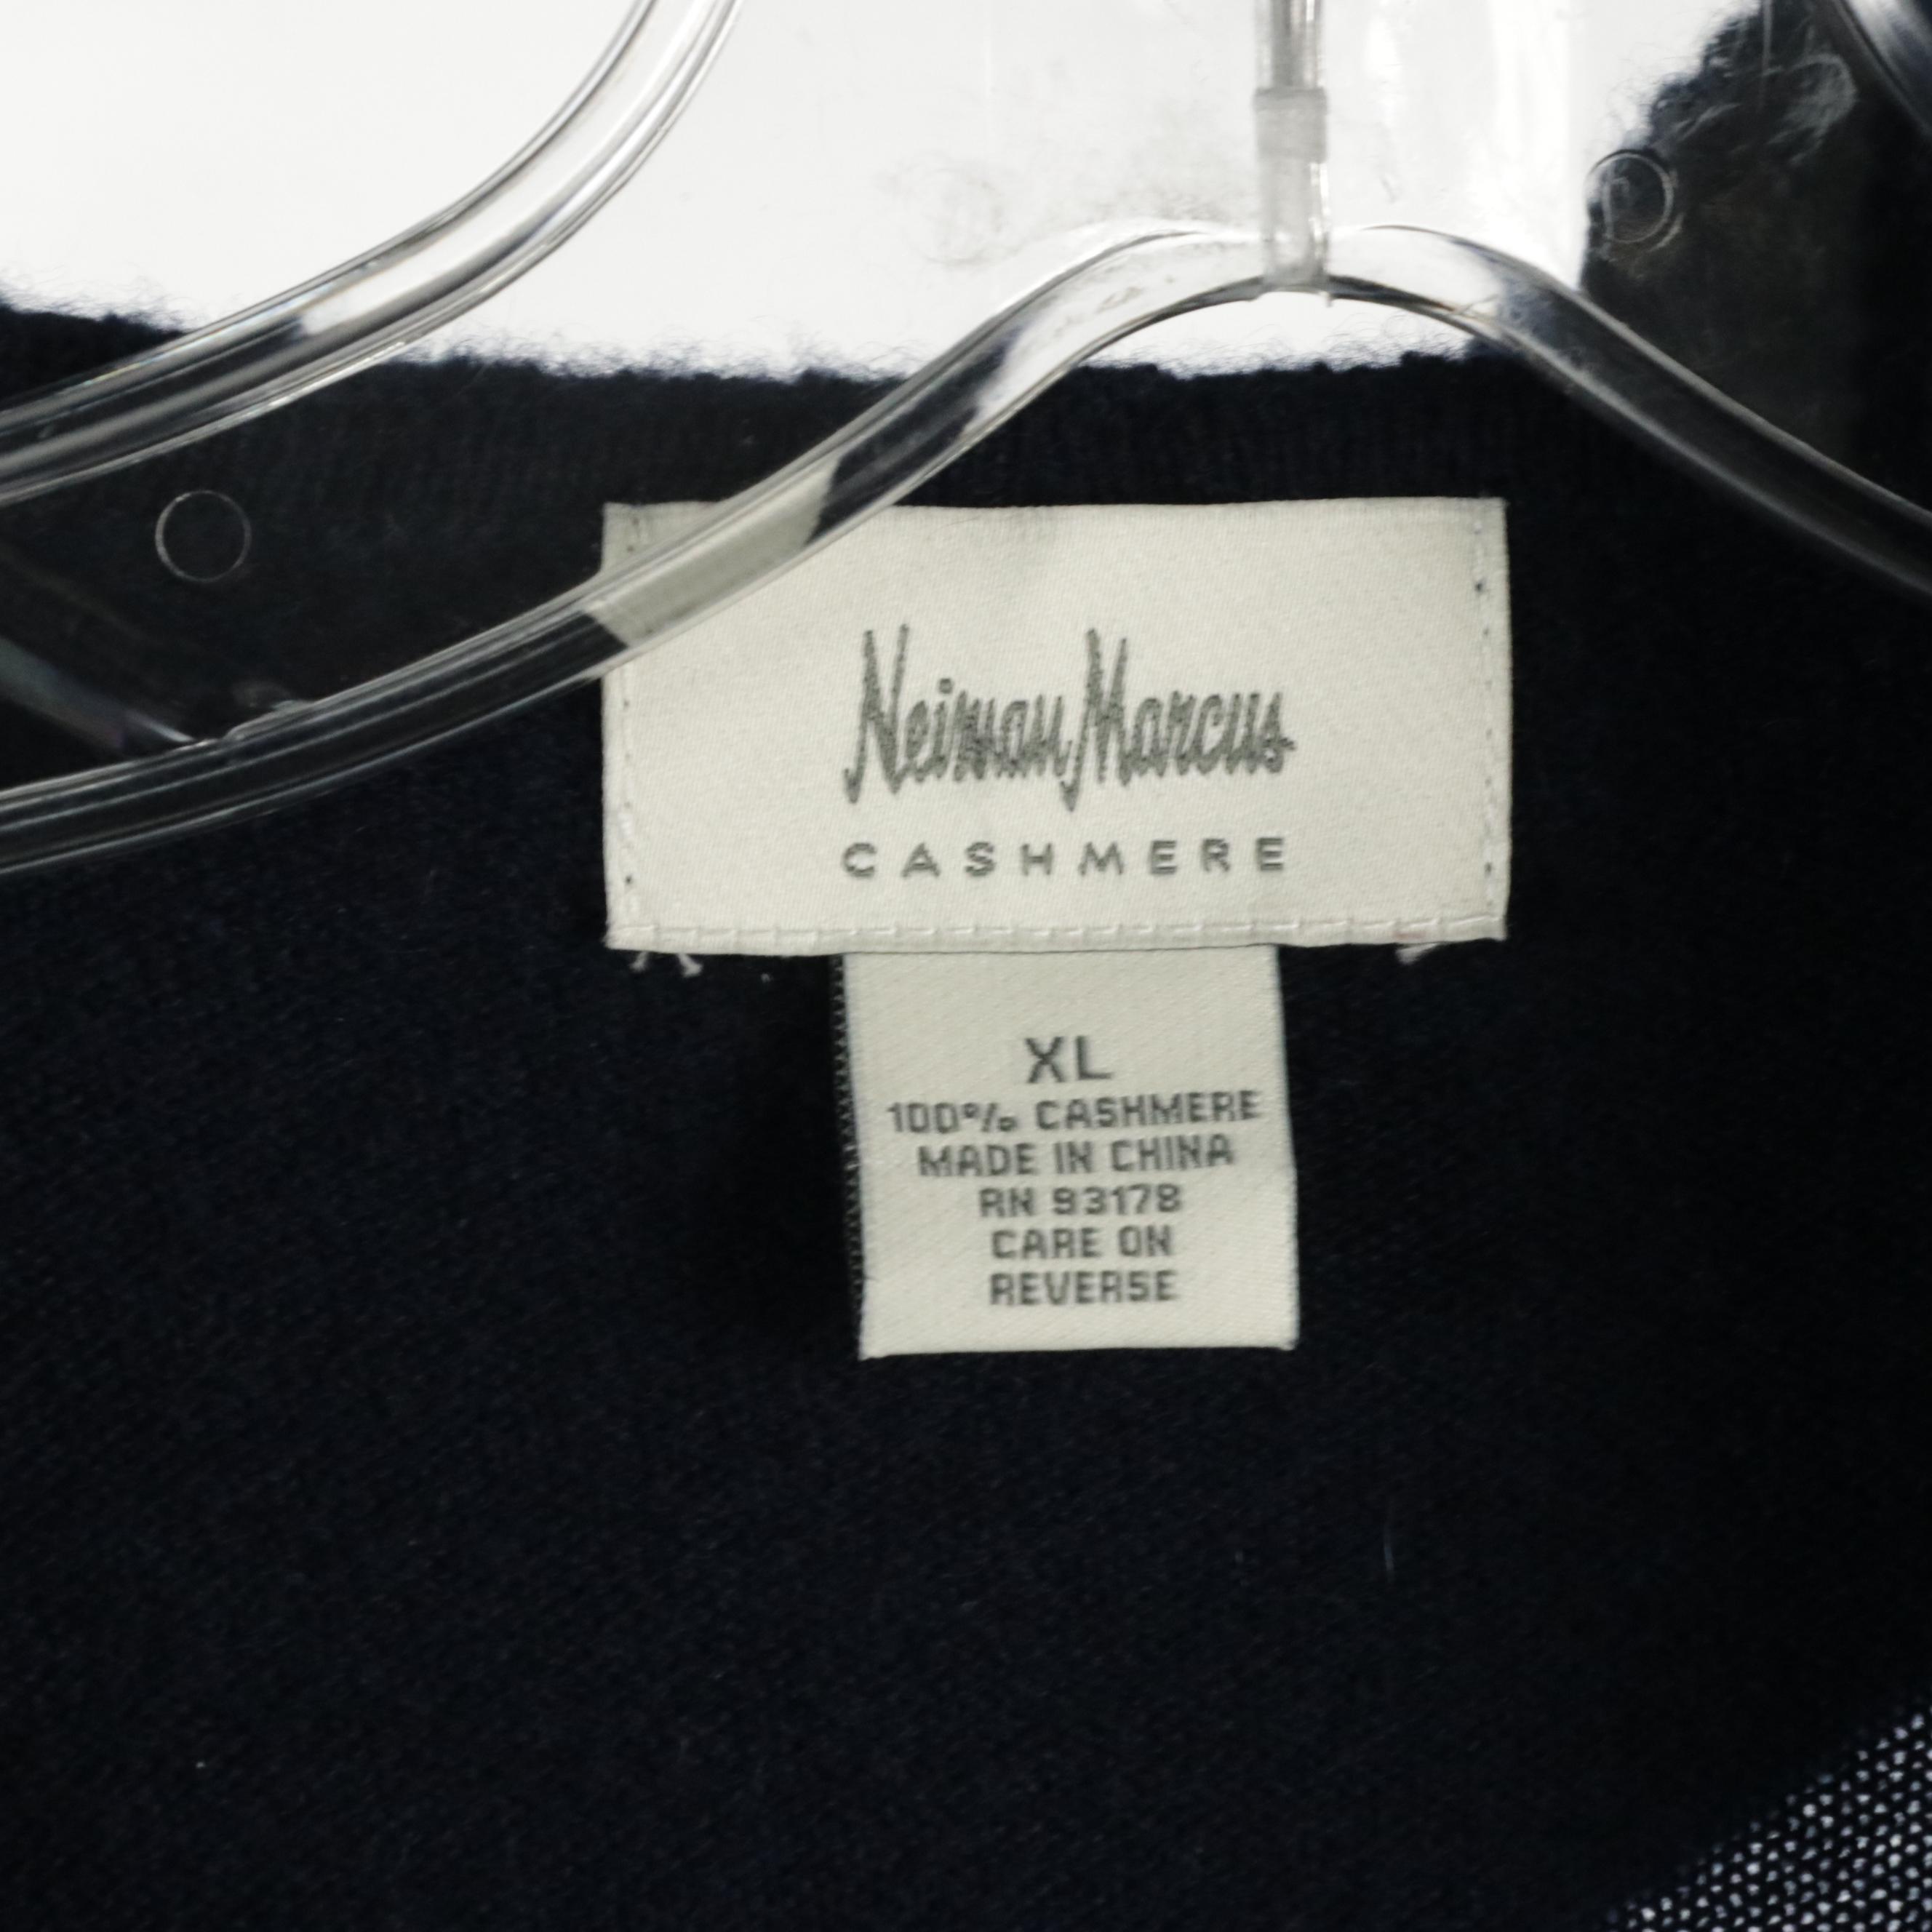 Neiman Marcus
CASHMERE
XL
100% CASHMERE
MADE IN CHINA
RN 93178
CARE ON
REVERSE